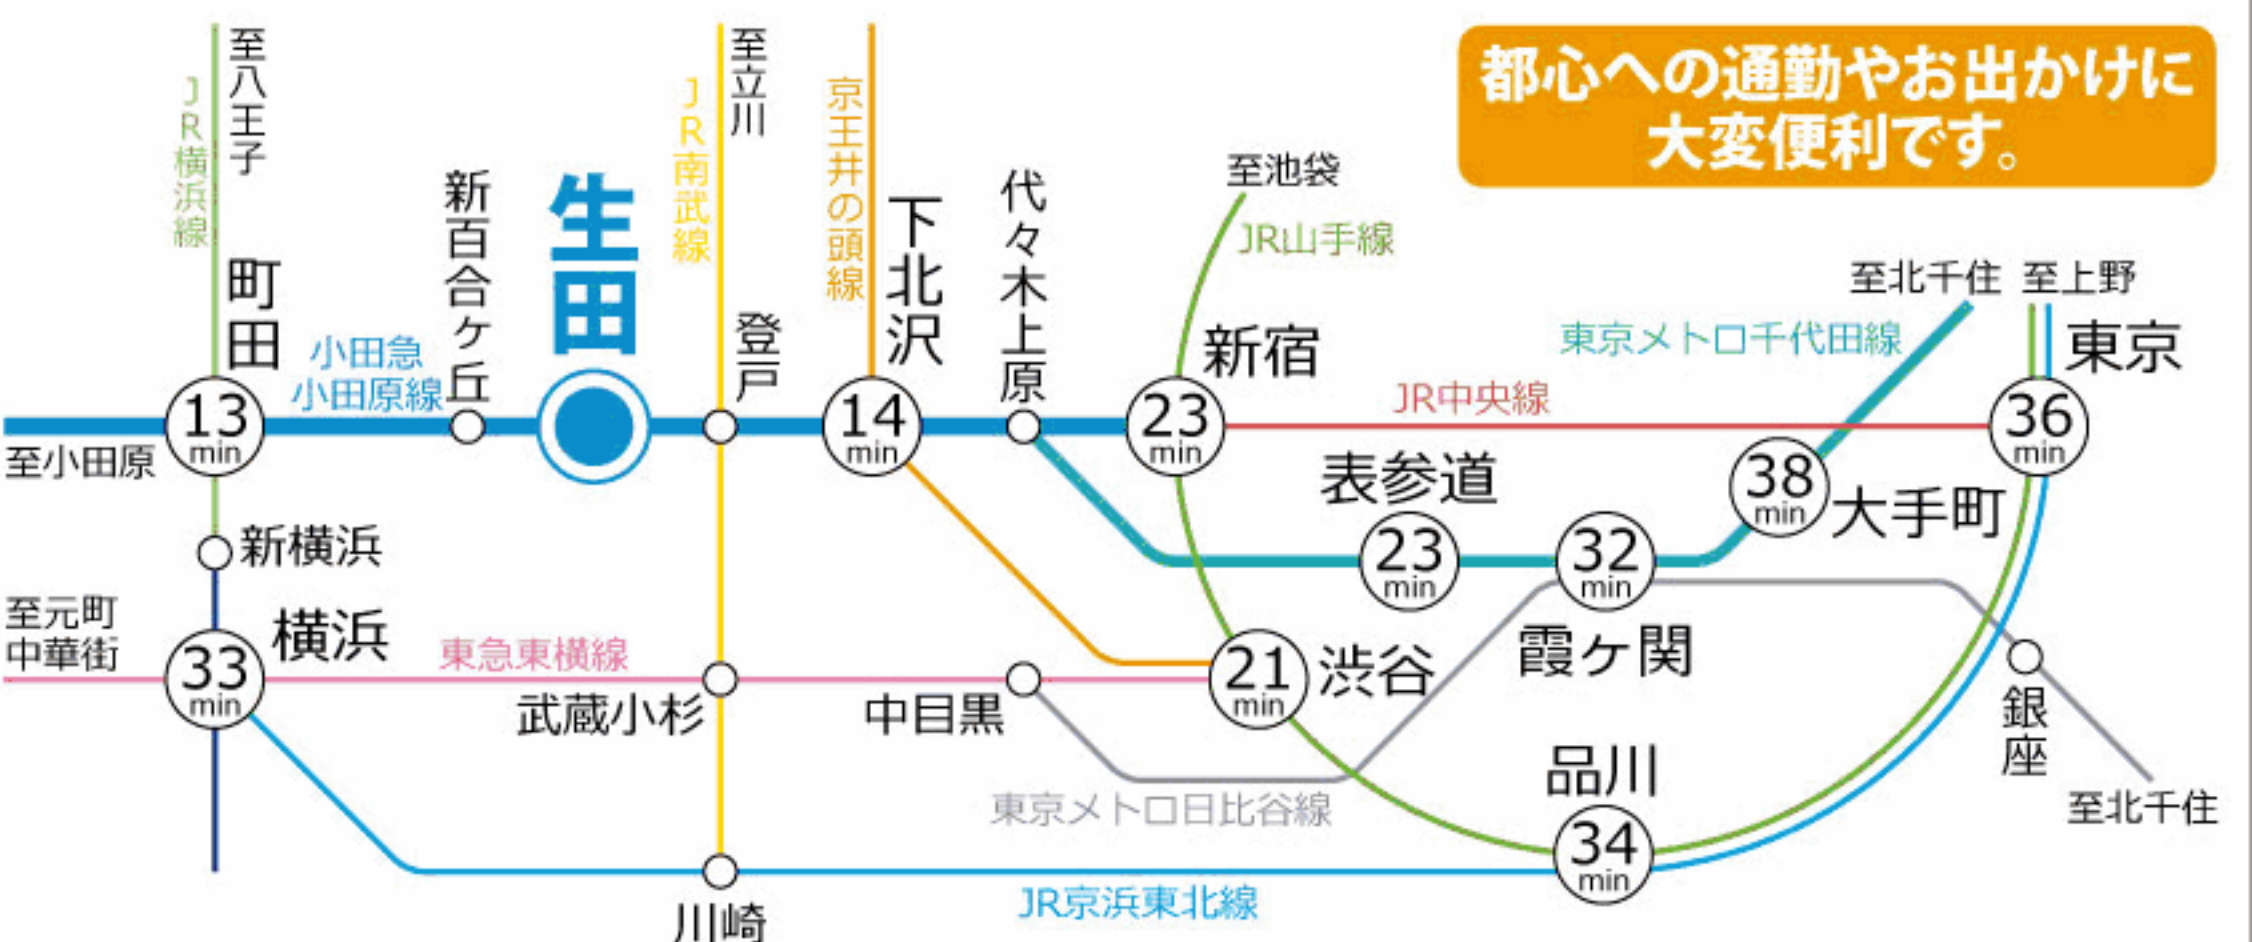 至八王子
JR横浜線
至立川
JR南武線
京王井の頭線
都心への通勤やお出かけに
大変便利です。
至池袋
JR山手線
新百合ヶ丘
生田
登戸
下北沢
代々木上原
町田
小田急
小田原線
新宿
至北千住
至上野
東京メトロ千代田線
東京
JR中央線
13
min
14
min
23
min
36
min
至小田原
表参道
38
min
大手町
新横浜
23
min
32
min
至元町
中華街
横浜
33
min
東急東横線
武蔵小杉
中目黒
21
min
渋谷
霞ヶ関
銀座
東京メトロ日比谷線
品川
34
min
至北千住
JR京浜東北線
川崎